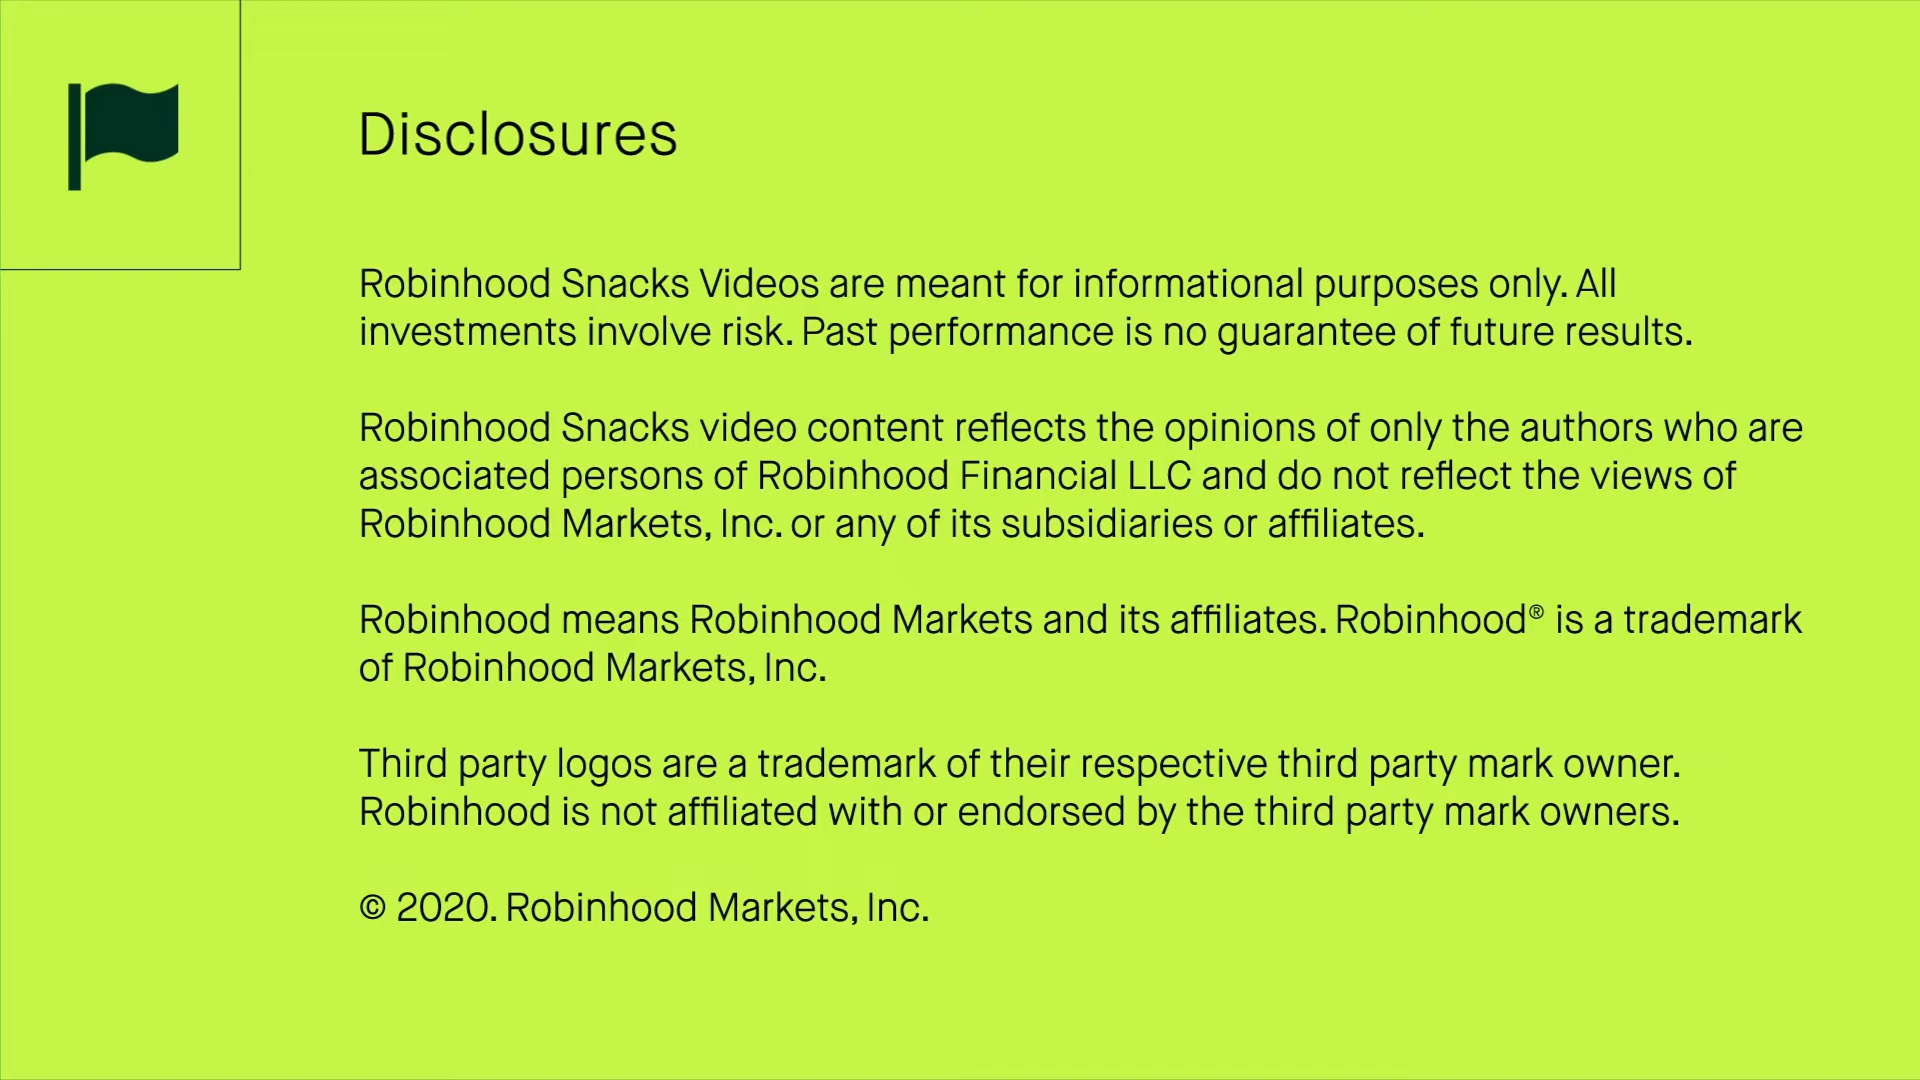 Disclosures
Robinhood Snacks Videos are meant for informational purposes only. All
investments involve risk. Past performance is no guarantee of future results.
Robinhood Snacks video content reflects the opinions of only the authors who are
associated persons of Robinhood Financial LLC and do not reflect the views of
Robinhood Markets, Inc. or any of its subsidiaries or affiliates.
Robinhood means Robinhood Markets and its affiliates. Robinhood® is a trademark
of Robinhood Markets, Inc.
Third party logos are a trademark of their respective third party mark owner.
Robinhood is not affiliated with or endorsed by the third party mark owners.
© 2020. Robinhood Markets, Inc.